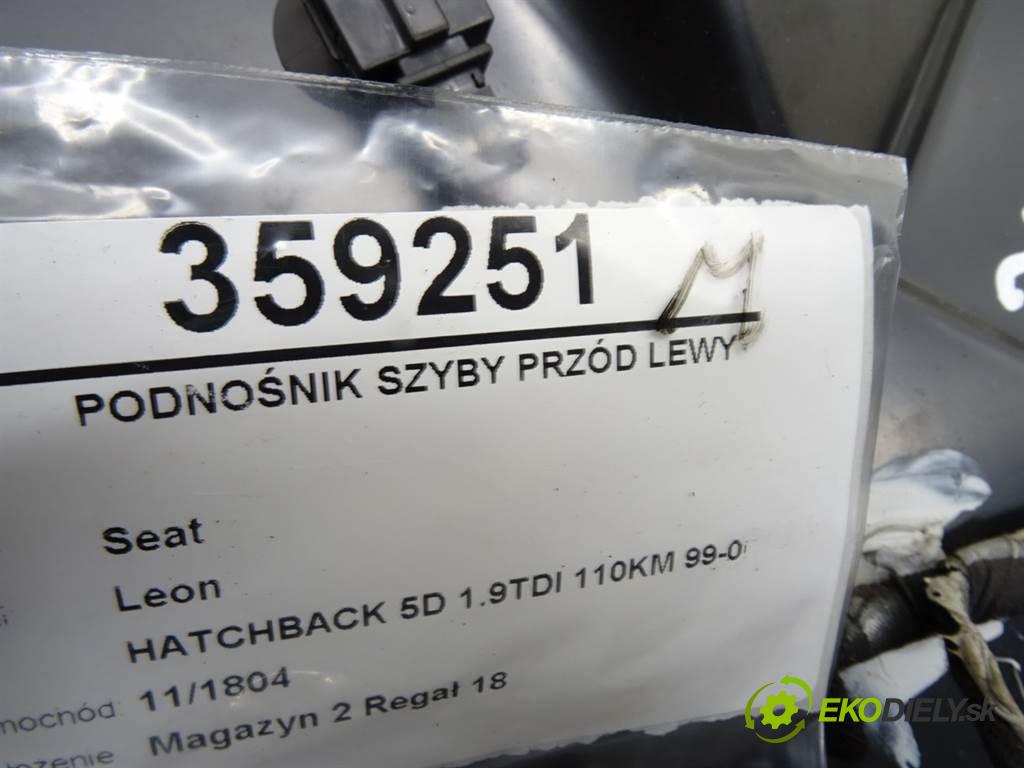 359251 M
PODNOŚNIK SZYBY PRZÓD LEWY
Seat
Leon
HATCHBACK 5D 1.9TDI 110KM 99-0
11/1804
Magazyn 2 Regał 18
EKODIELY.sk